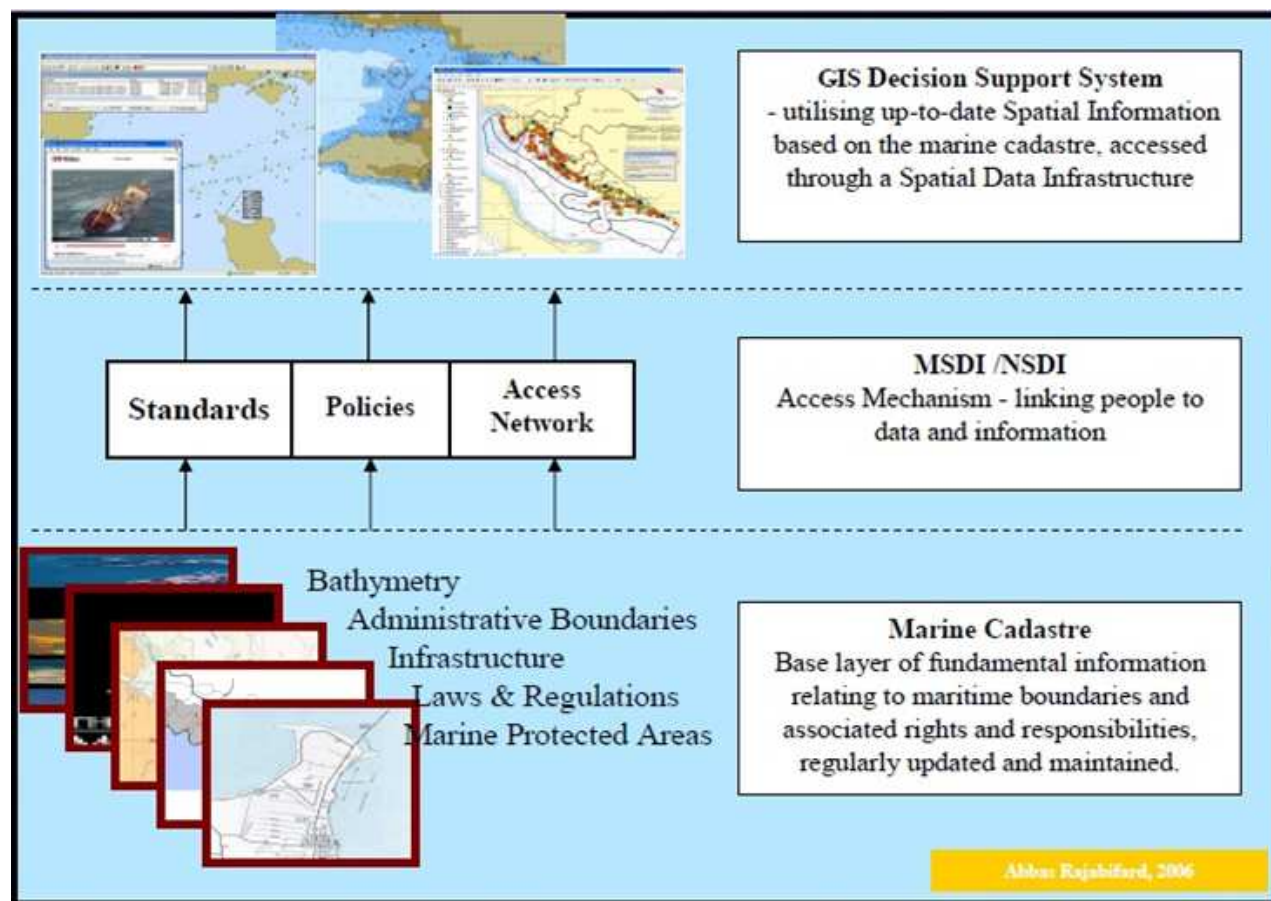 GIS Decision Support System
- utilising up-to-date Spatial Information
based on the marine cadastre, accessed
through a Spatial Data Infrastructure
Standards
Policies
Access
Network
MSDI /NSDI
Access Mechanism - linking people to
data and information
Bathymetry
Administrative Boundaries
Infrastructure
Laws & Regulations
Marine Protected Areas
Marine Cadastre
Base layer of fundamental information
relating to maritime boundaries and
associated rights and responsibilities,
regularly updated and maintained.
Abbas Rajabifard, 2006